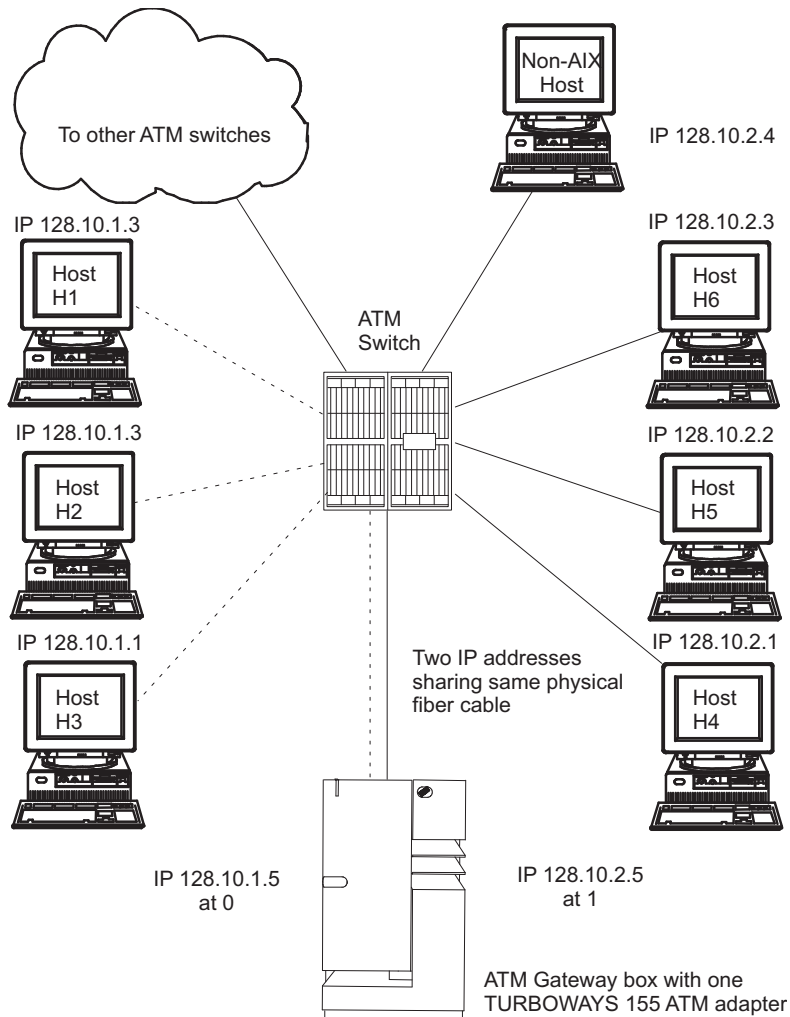 To other ATM switches
Non-AIX
Host
IP 128.10.2.4
IP 128.10.1.3
Host
H1
IP 128.10.2.3
Host
H6
ATM
Switch
IP 128.10.1.3
Host
H2
IP 128.10.2.2
Host
H5
IP 128.10.1.1
Host
H3
IP 128.10.2.1
Host
H4
Two IP addresses
sharing same physical
fiber cable
IP 128.10.1.5
at 0
IP 128.10.2.5
at 1
ATM Gateway box with one
TURBOWAYS 155 ATM adapter